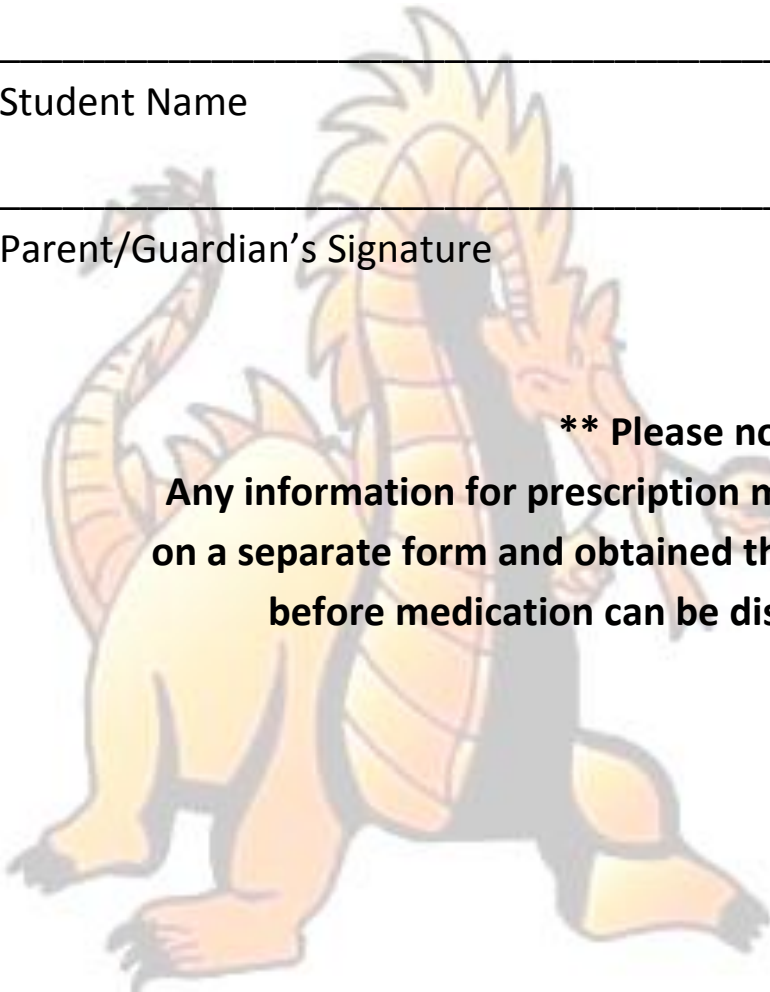 Student Name
Parent/Guardian’s Signature
** Please no
Any information for prescription m
on a separate form and obtained th
before medication can be dis